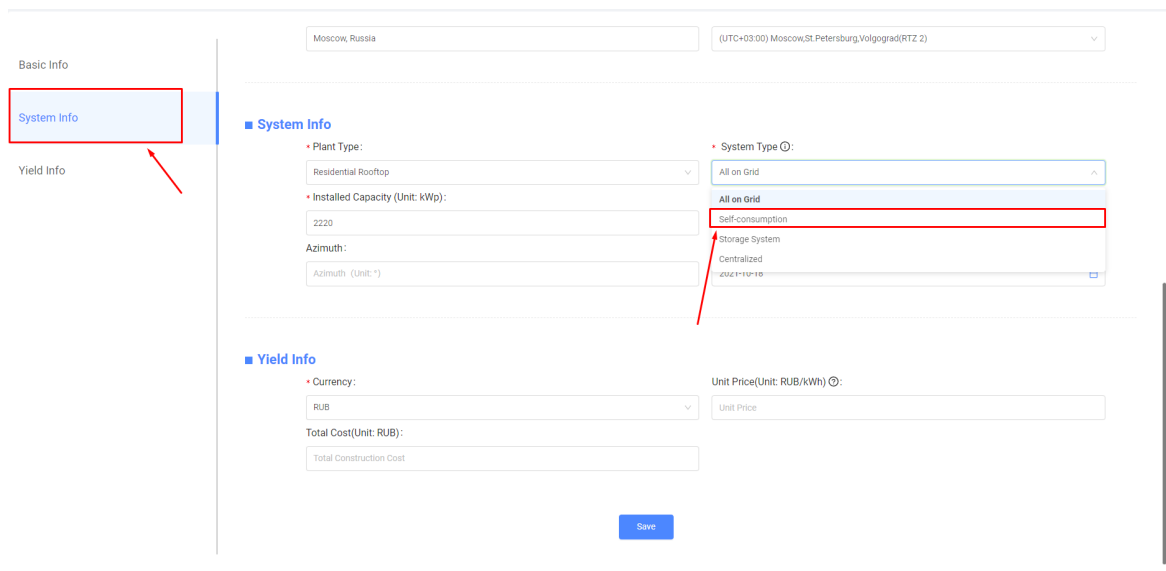 Moscow, Russia
(UTC+03:00) Moscow,St.Petersburg,Volgograd(RTZ 2)
Basic Info
System Info
Yield Info
System Info
* Plant Type:
* System Type:
Residential Rooftop
All on Grid
* Installed Capacity (Unit: kWp):
All on Grid
2220
Self-consumption
Azimuth:
Storage System
Centralized
Azimuth (Unit: °)
2021-10-18
Yield Info
* Currency:
Unit Price(Unit: RUB/kWh) :
RUB
Unit Price
Total Cost(Unit: RUB):
Total Construction Cost
Save